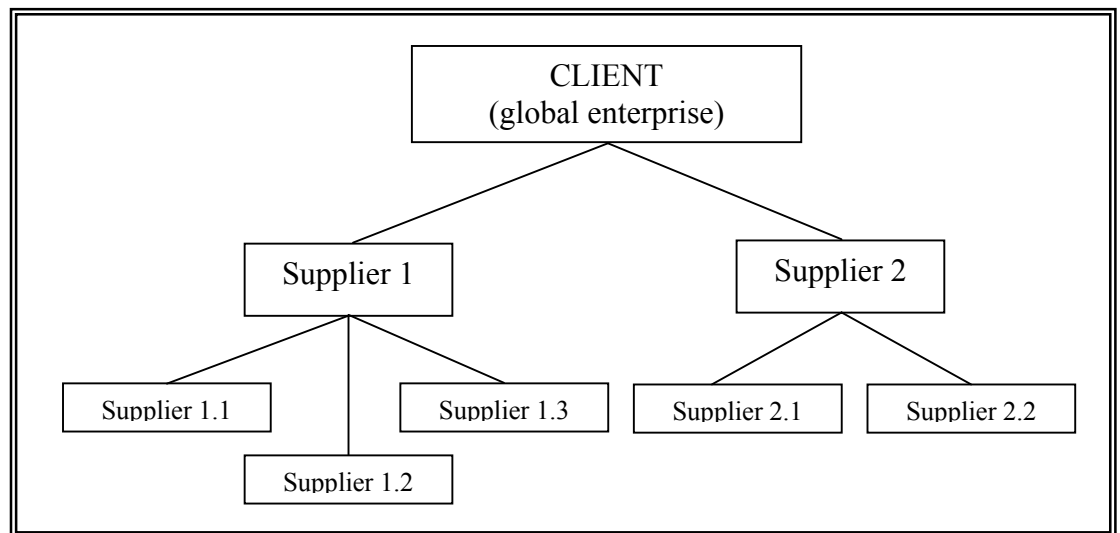 CLIENT
(global enterprise)
Supplier 1
Supplier 2
Supplier 1.1
Supplier 1.3
Supplier 2.1
Supplier 2.2
Supplier 1.2